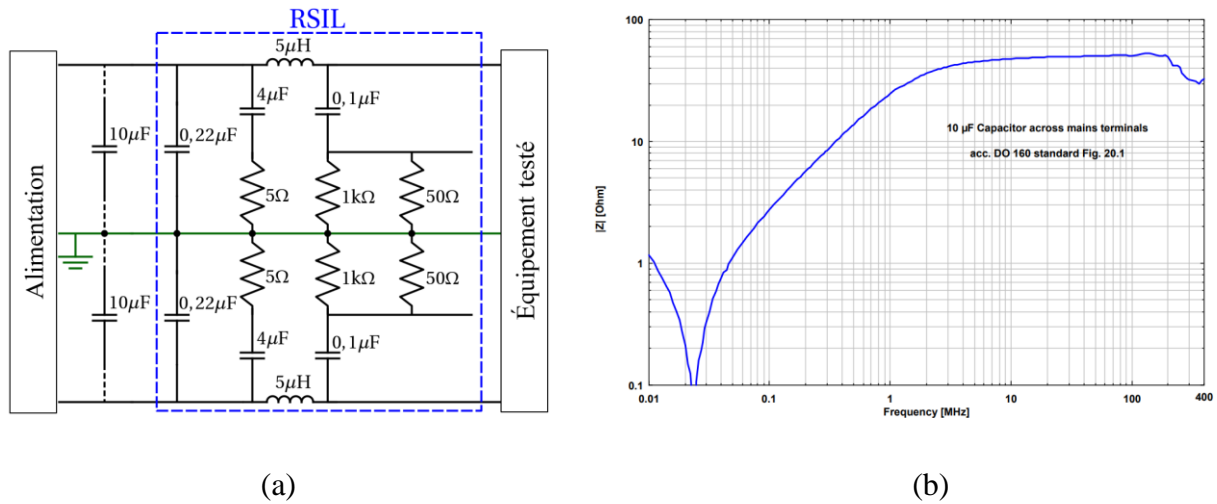 RSIL
5µH
Alimentation
10µF
0,22µF
4µF
0,1µF
5Ω
1kΩ
50Ω
5Ω
1kΩ
50Ω
10µF
0,22µF
4µF
0,1µF
5µH
Équipement testé
(a)
100
10
1
0.1
|Z| [Ohm]
10 µF Capacitor across mains terminals
acc. DO 160 standard Fig. 20.1
0.01
0.1
1
10
100
400
Frequency [MHz]
(b)